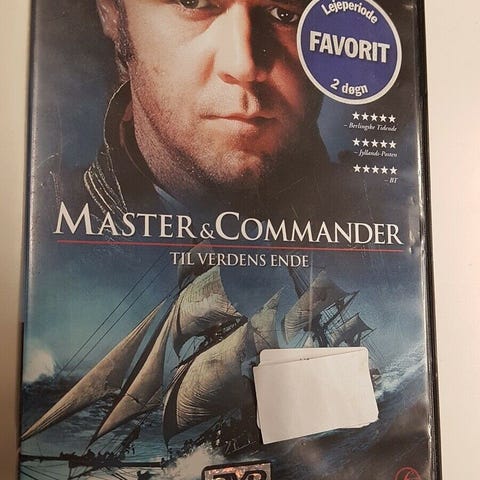 Lejeperiode
FAVORIT
2 døgn
★★★★★
– Berlingske Tidende
★★★★★
– Jyllands-Posten
★★★★★
– BT
MASTER & COMMANDER
TIL VERDENS ENDE
DVD